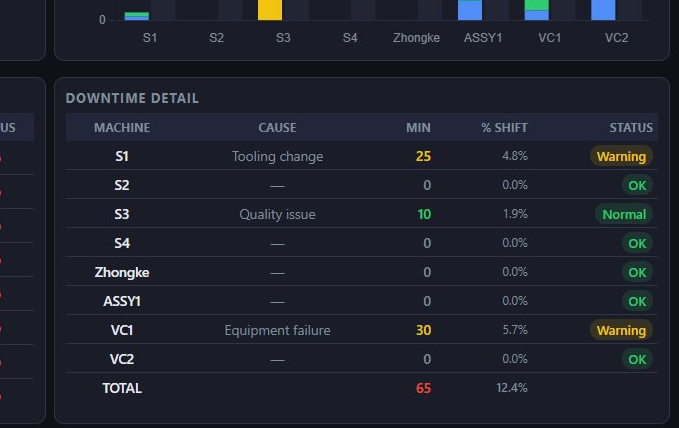 0
S1 S2 S3 S4 Zhongke ASSY1 VC1 VC2
US
DOWNTIME DETAIL
MACHINE CAUSE MIN % SHIFT STATUS
S1 Tooling change 25 4.8% Warning
S2 — 0 0.0% OK
S3 Quality issue 10 1.9% Normal
S4 — 0 0.0% OK
Zhongke — 0 0.0% OK
ASSY1 — 0 0.0% OK
VC1 Equipment failure 30 5.7% Warning
VC2 — 0 0.0% OK
TOTAL 65 12.4%